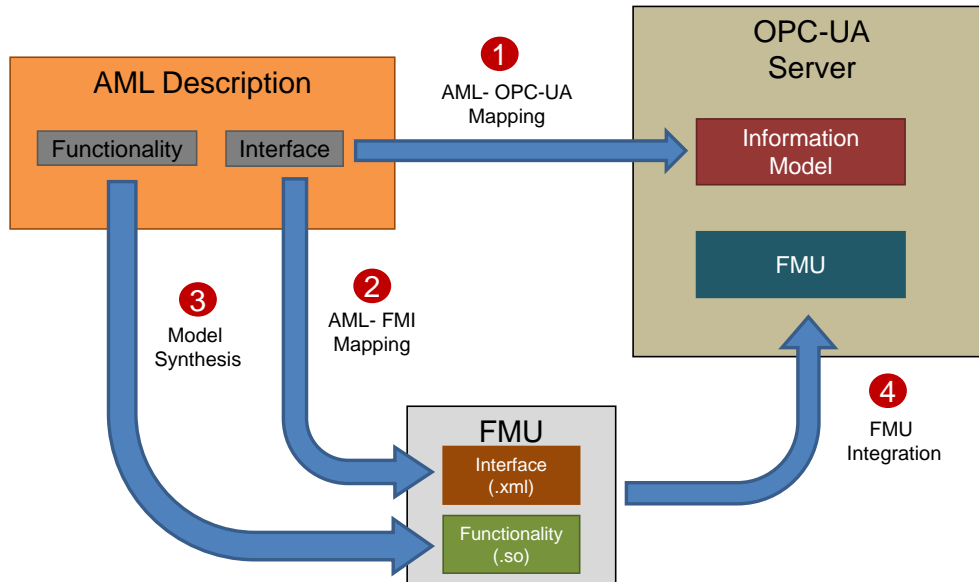 AML Description
Functionality
Interface
1
AML- OPC-UA
Mapping
OPC-UA
Server
Information
Model
FMU
3
Model
Synthesis
2
AML- FMI
Mapping
FMU
Interface
(.xml)
Functionality
(.so)
4
FMU
Integration